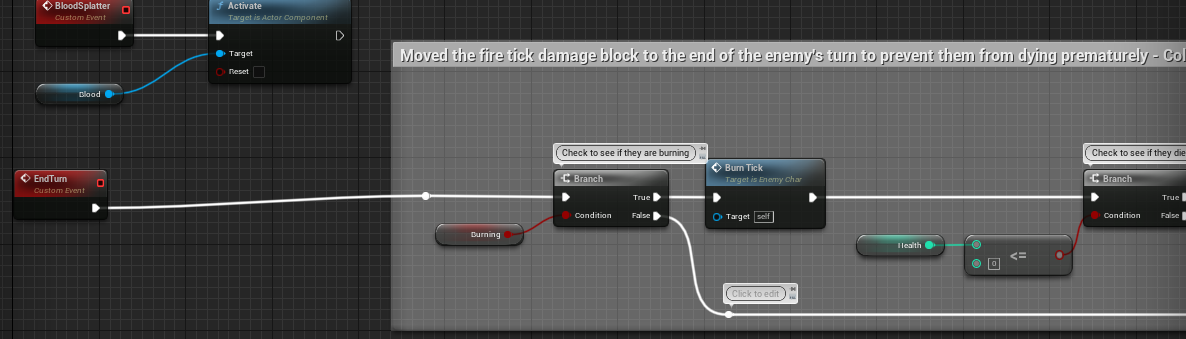 BloodSplatter
Custom Event
Activate
Target is Actor Component
Target
Reset
Blood
Moved the fire tick damage block to the end of the enemy's turn to prevent them from dying prematurely - Col
EndTurn
Custom Event
Check to see if they are burning
Branch
True
Condition
False
Burning
Burn Tick
Target is Enemy Char
Target self
Click to edit
Health
0
<=
Check to see if they die
Branch
True
Condition
False